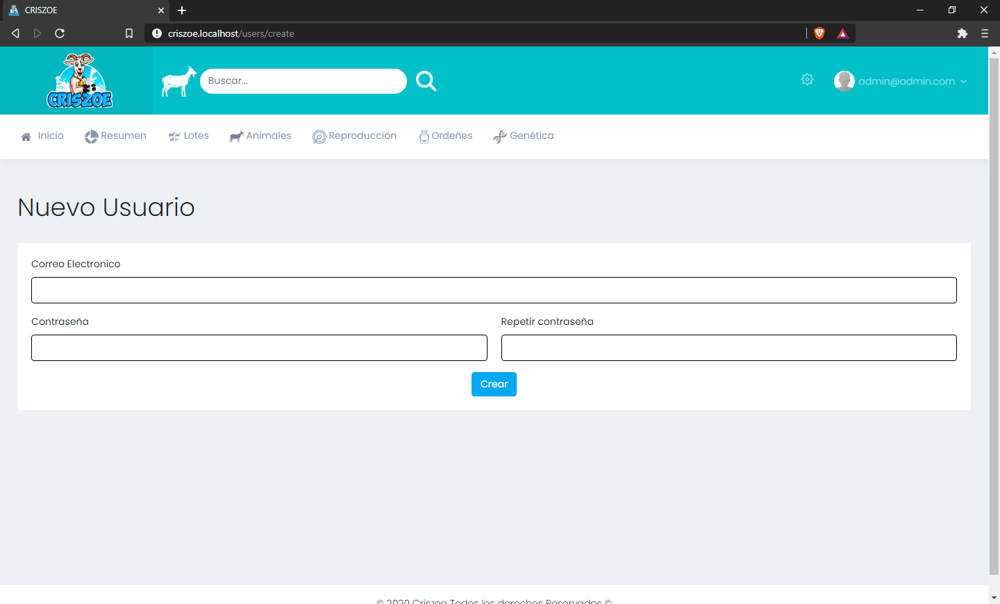 CRISZOE
criszoe.localhost/users/create
CRISZOE
Buscar...
admin@admin.com
Inicio
Resumen
Lotes
Animales
Reproducción
Ordeñes
Genética
Nuevo Usuario
Correo Electronico
Contraseña
Repetir contraseña
Crear
© 2020 Criszoe Todos los derechos Reservados ©